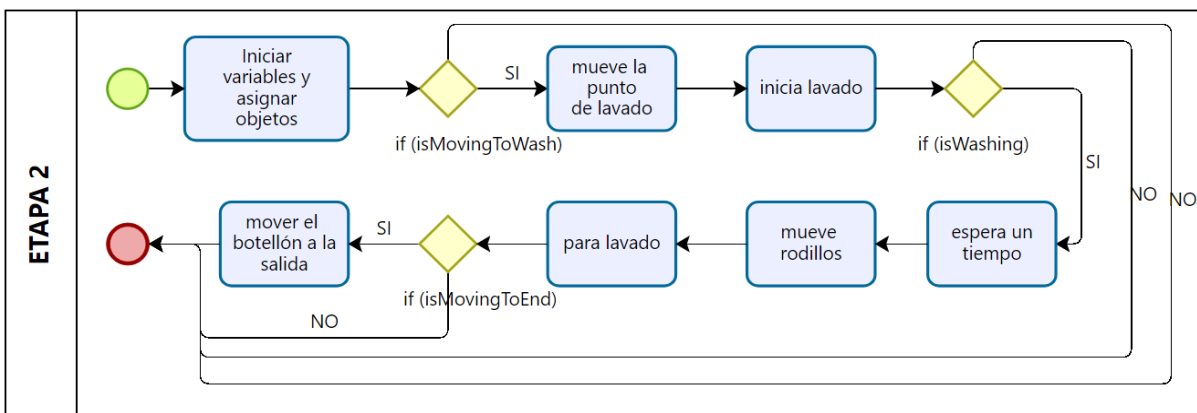 ETAPA 2
Iniciar
variables y
asignar
objetos
if (isMovingToWash)
SI
mueve la
punto
de lavado
inicia lavado
if (isWashing)
SI
NO
NO
espera un
tiempo
mueve
rodillos
para lavado
if (isMovingToEnd)
SI
NO
mover el
botellón a la
salida